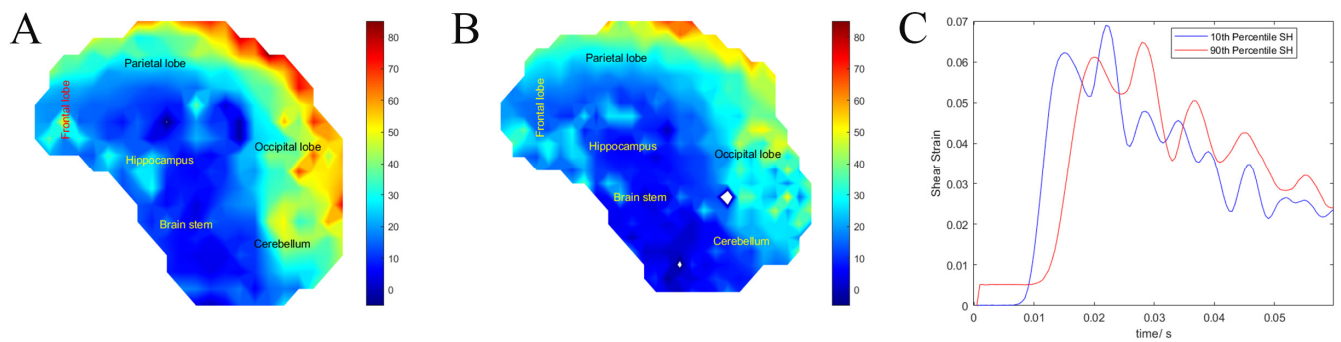 A
Parietal lobe
Frontal lobe
Hippocampus
Occipital lobe
Brain stem
Cerebellum
80
70
60
50
40
30
20
10
0
B
Parietal lobe
Frontal lobe
Hippocampus
Occipital lobe
Brain stem
Cerebellum
80
70
60
50
40
30
20
10
0
C
10th Percentile SH
90th Percentile SH
Shear Strain
0.07
0.06
0.05
0.04
0.03
0.02
0.01
0
0 0.01 0.02 0.03 0.04 0.05
time/ s